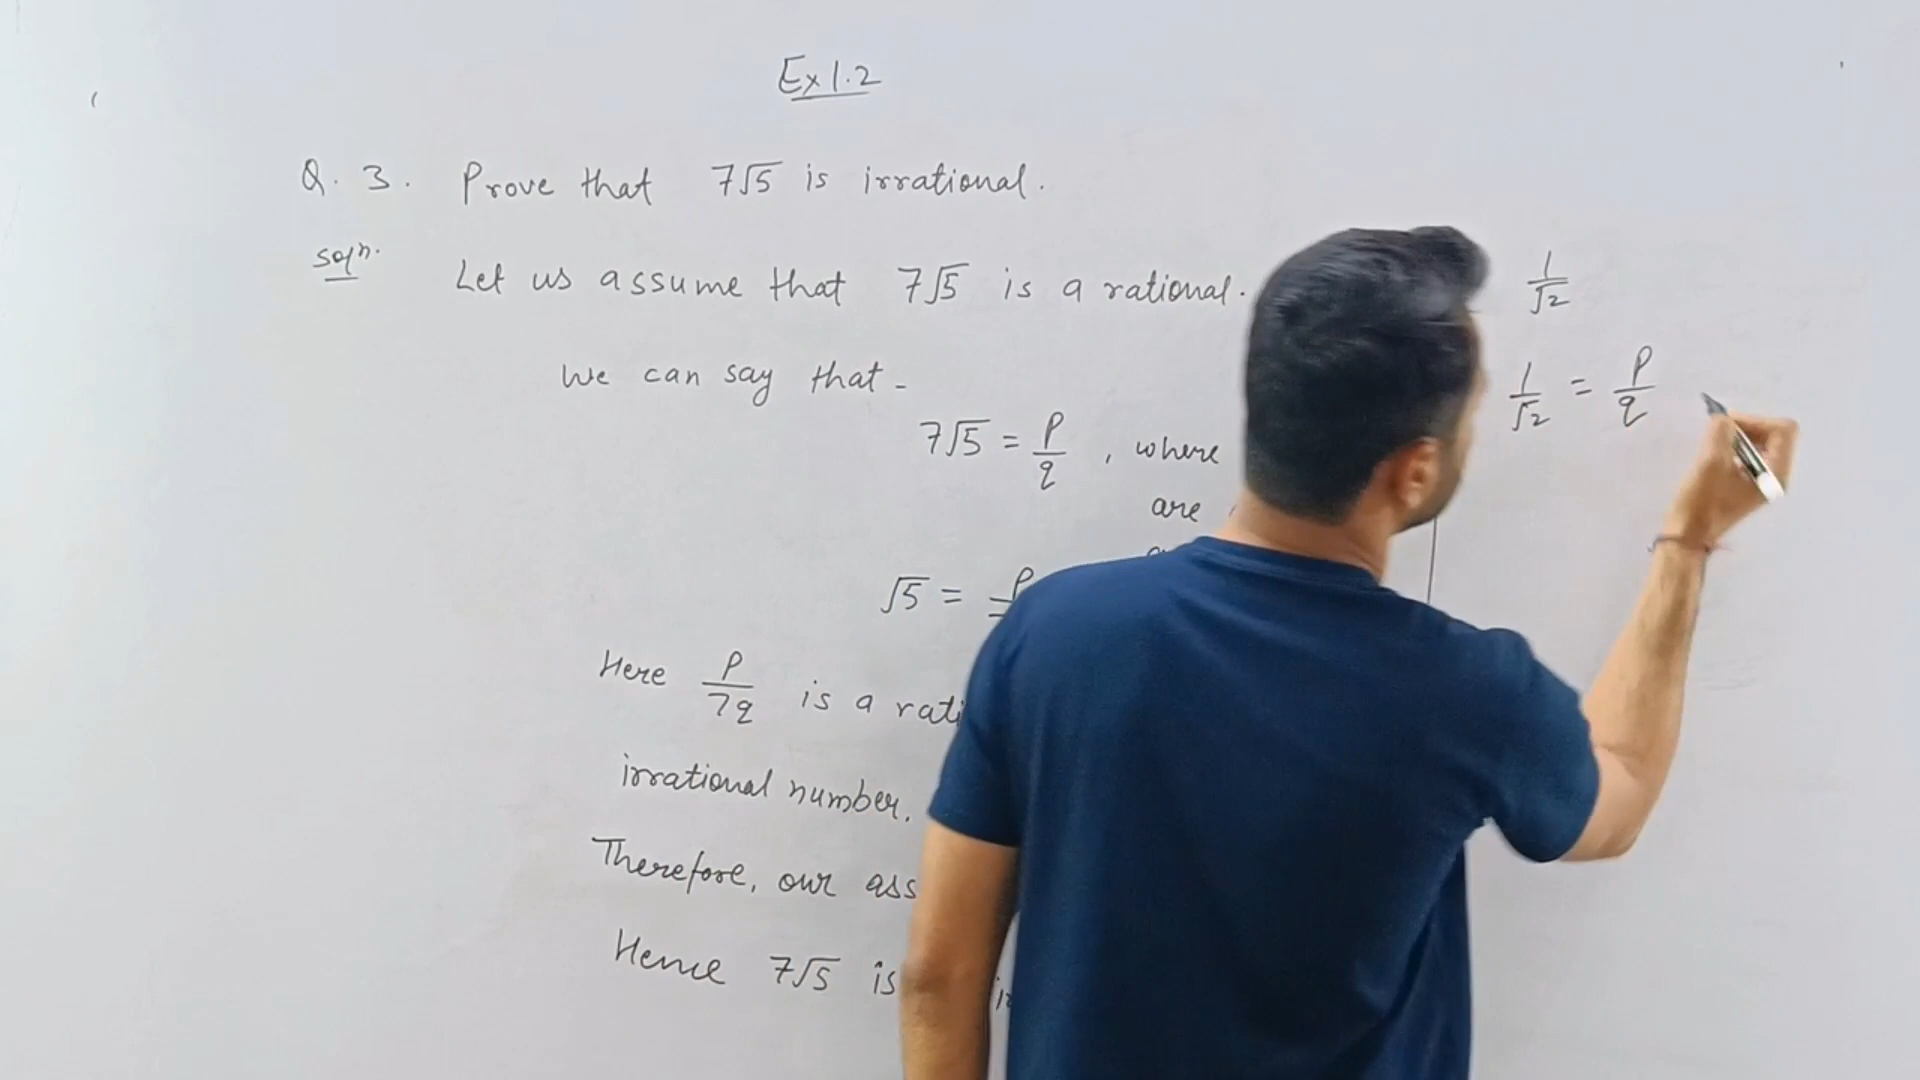 Ex 1.2
Q. 3. Prove that 7√5 is irrational.
Solⁿ.
Let us assume that 7√5 is a rational.
We can say that -
7√5 = p/q , where
are
√5 = p
Here p/7q is a
irrational number.
Therefore, our
Hence 7√5 is
1/√2
1/√2 = p/q